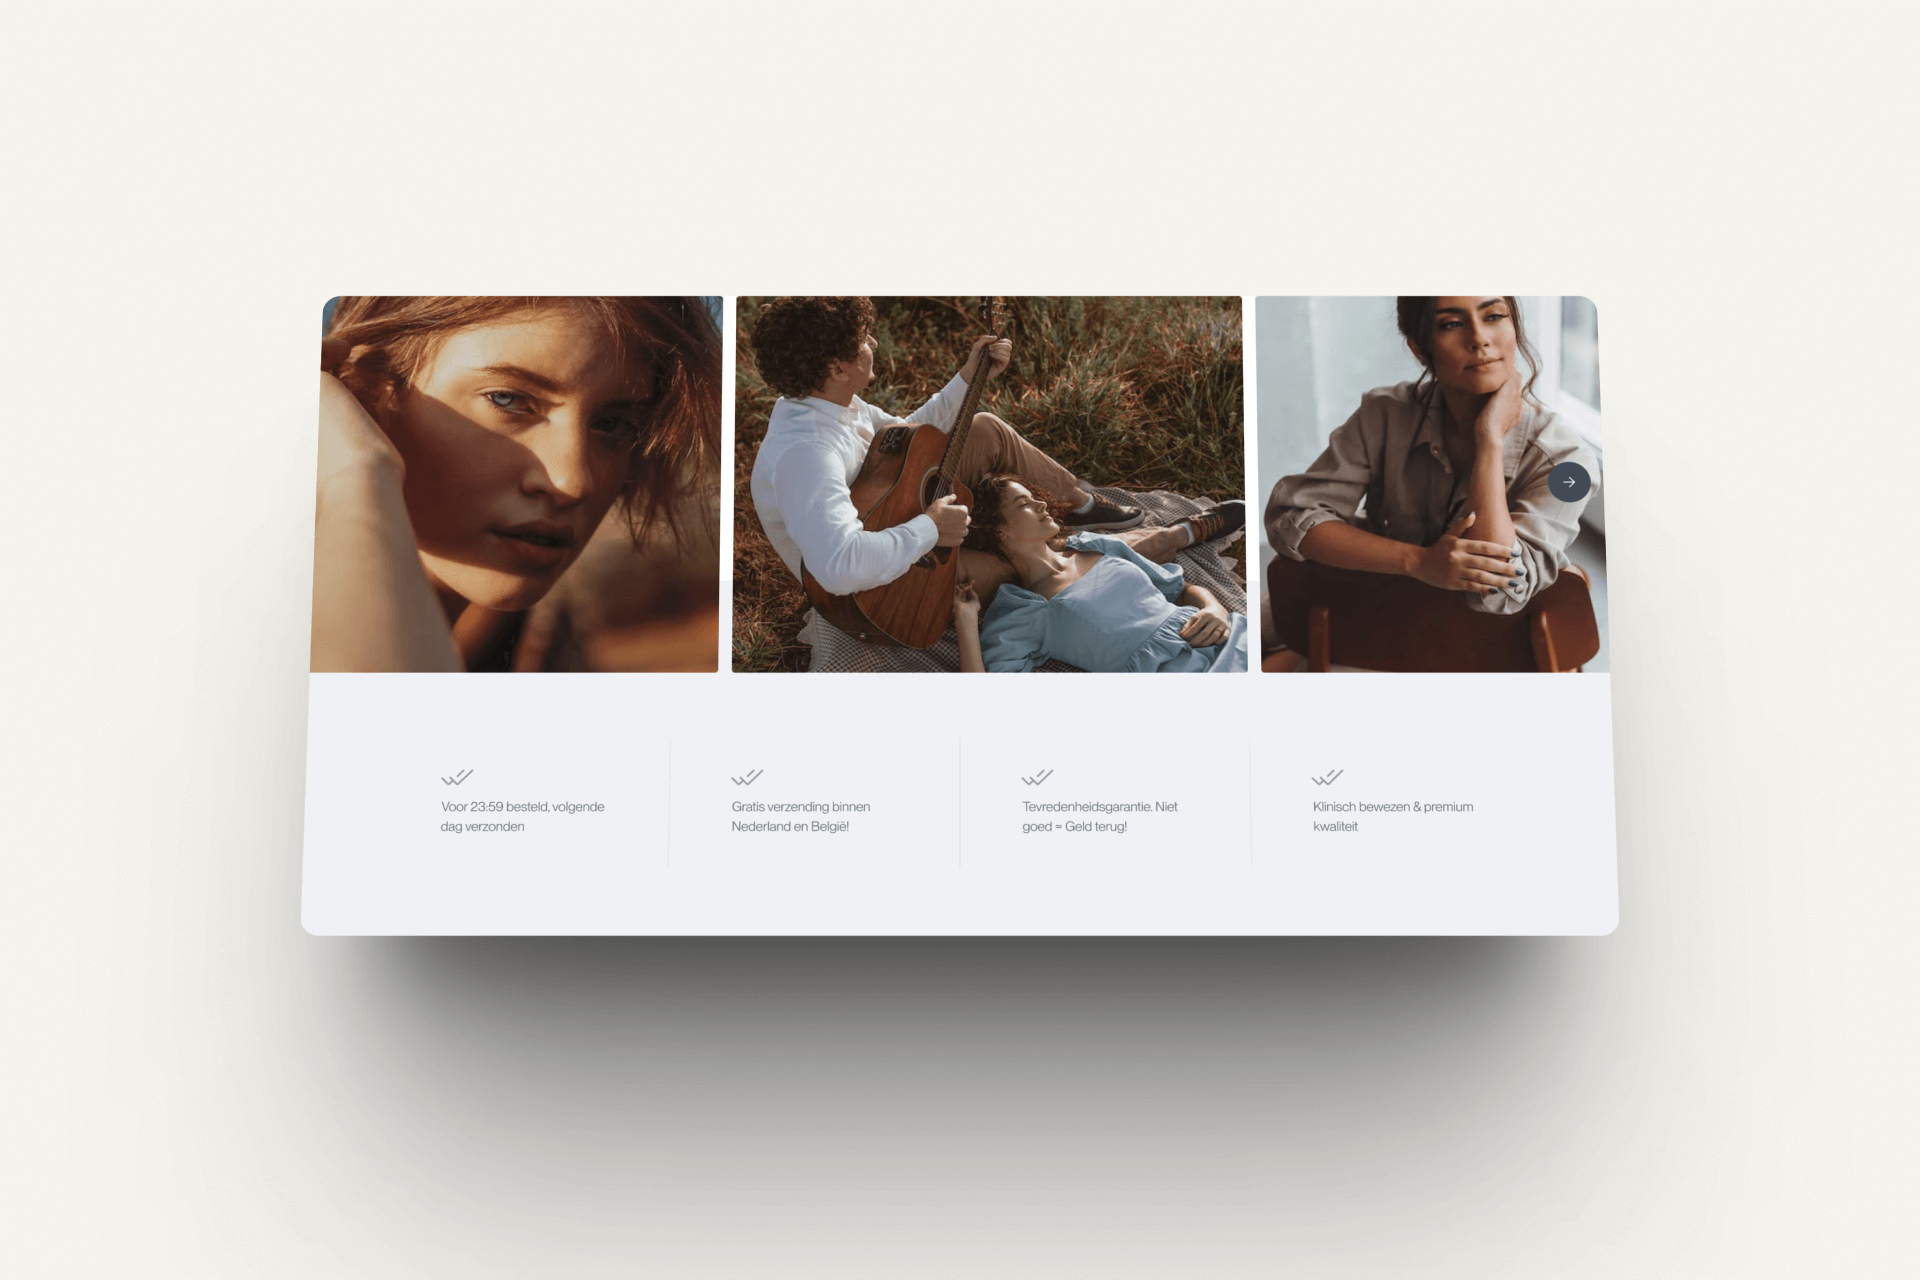 Voor 23:59 besteld, volgende
dag verzonden
Gratis verzending binnen
Nederland en België!
Tevredenheidsgarantie. Niet
goed = Geld terug!
Klinisch bewezen & premium
kwaliteit